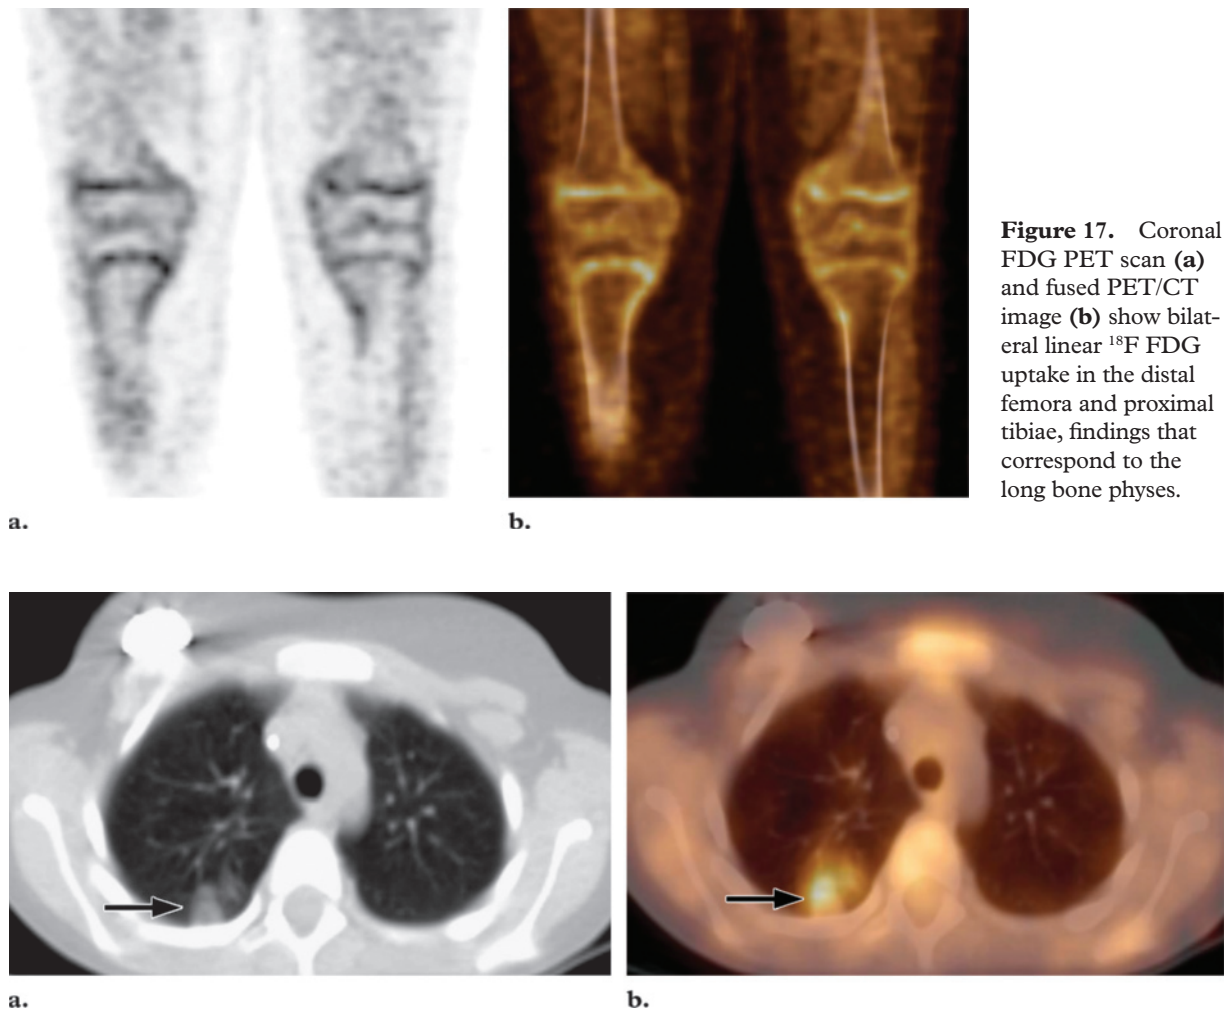 a.
b.
Figure 17. Coronal
FDG PET scan (a)
and fused PET/CT
image (b) show bilat-
eral linear ¹⁸F FDG
uptake in the distal
femora and proximal
tibiae, findings that
correspond to the
long bone physes.
a.
b.